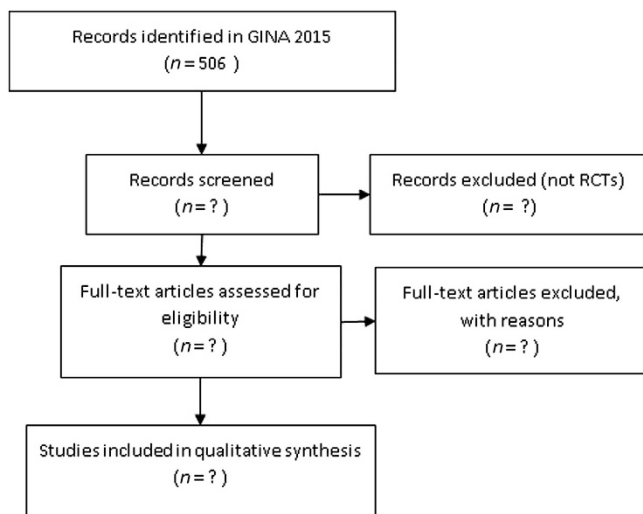 Records identified in GINA 2015
(n = 506 )
Records screened
(n= ?)
Records excluded (not RCTs)
(n= ?)
Full-text articles assessed for
eligibility
(n= ? )
Full-text articles excluded,
with reasons
(n= ? )
Studies included in qualitative synthesis
(n= ? )